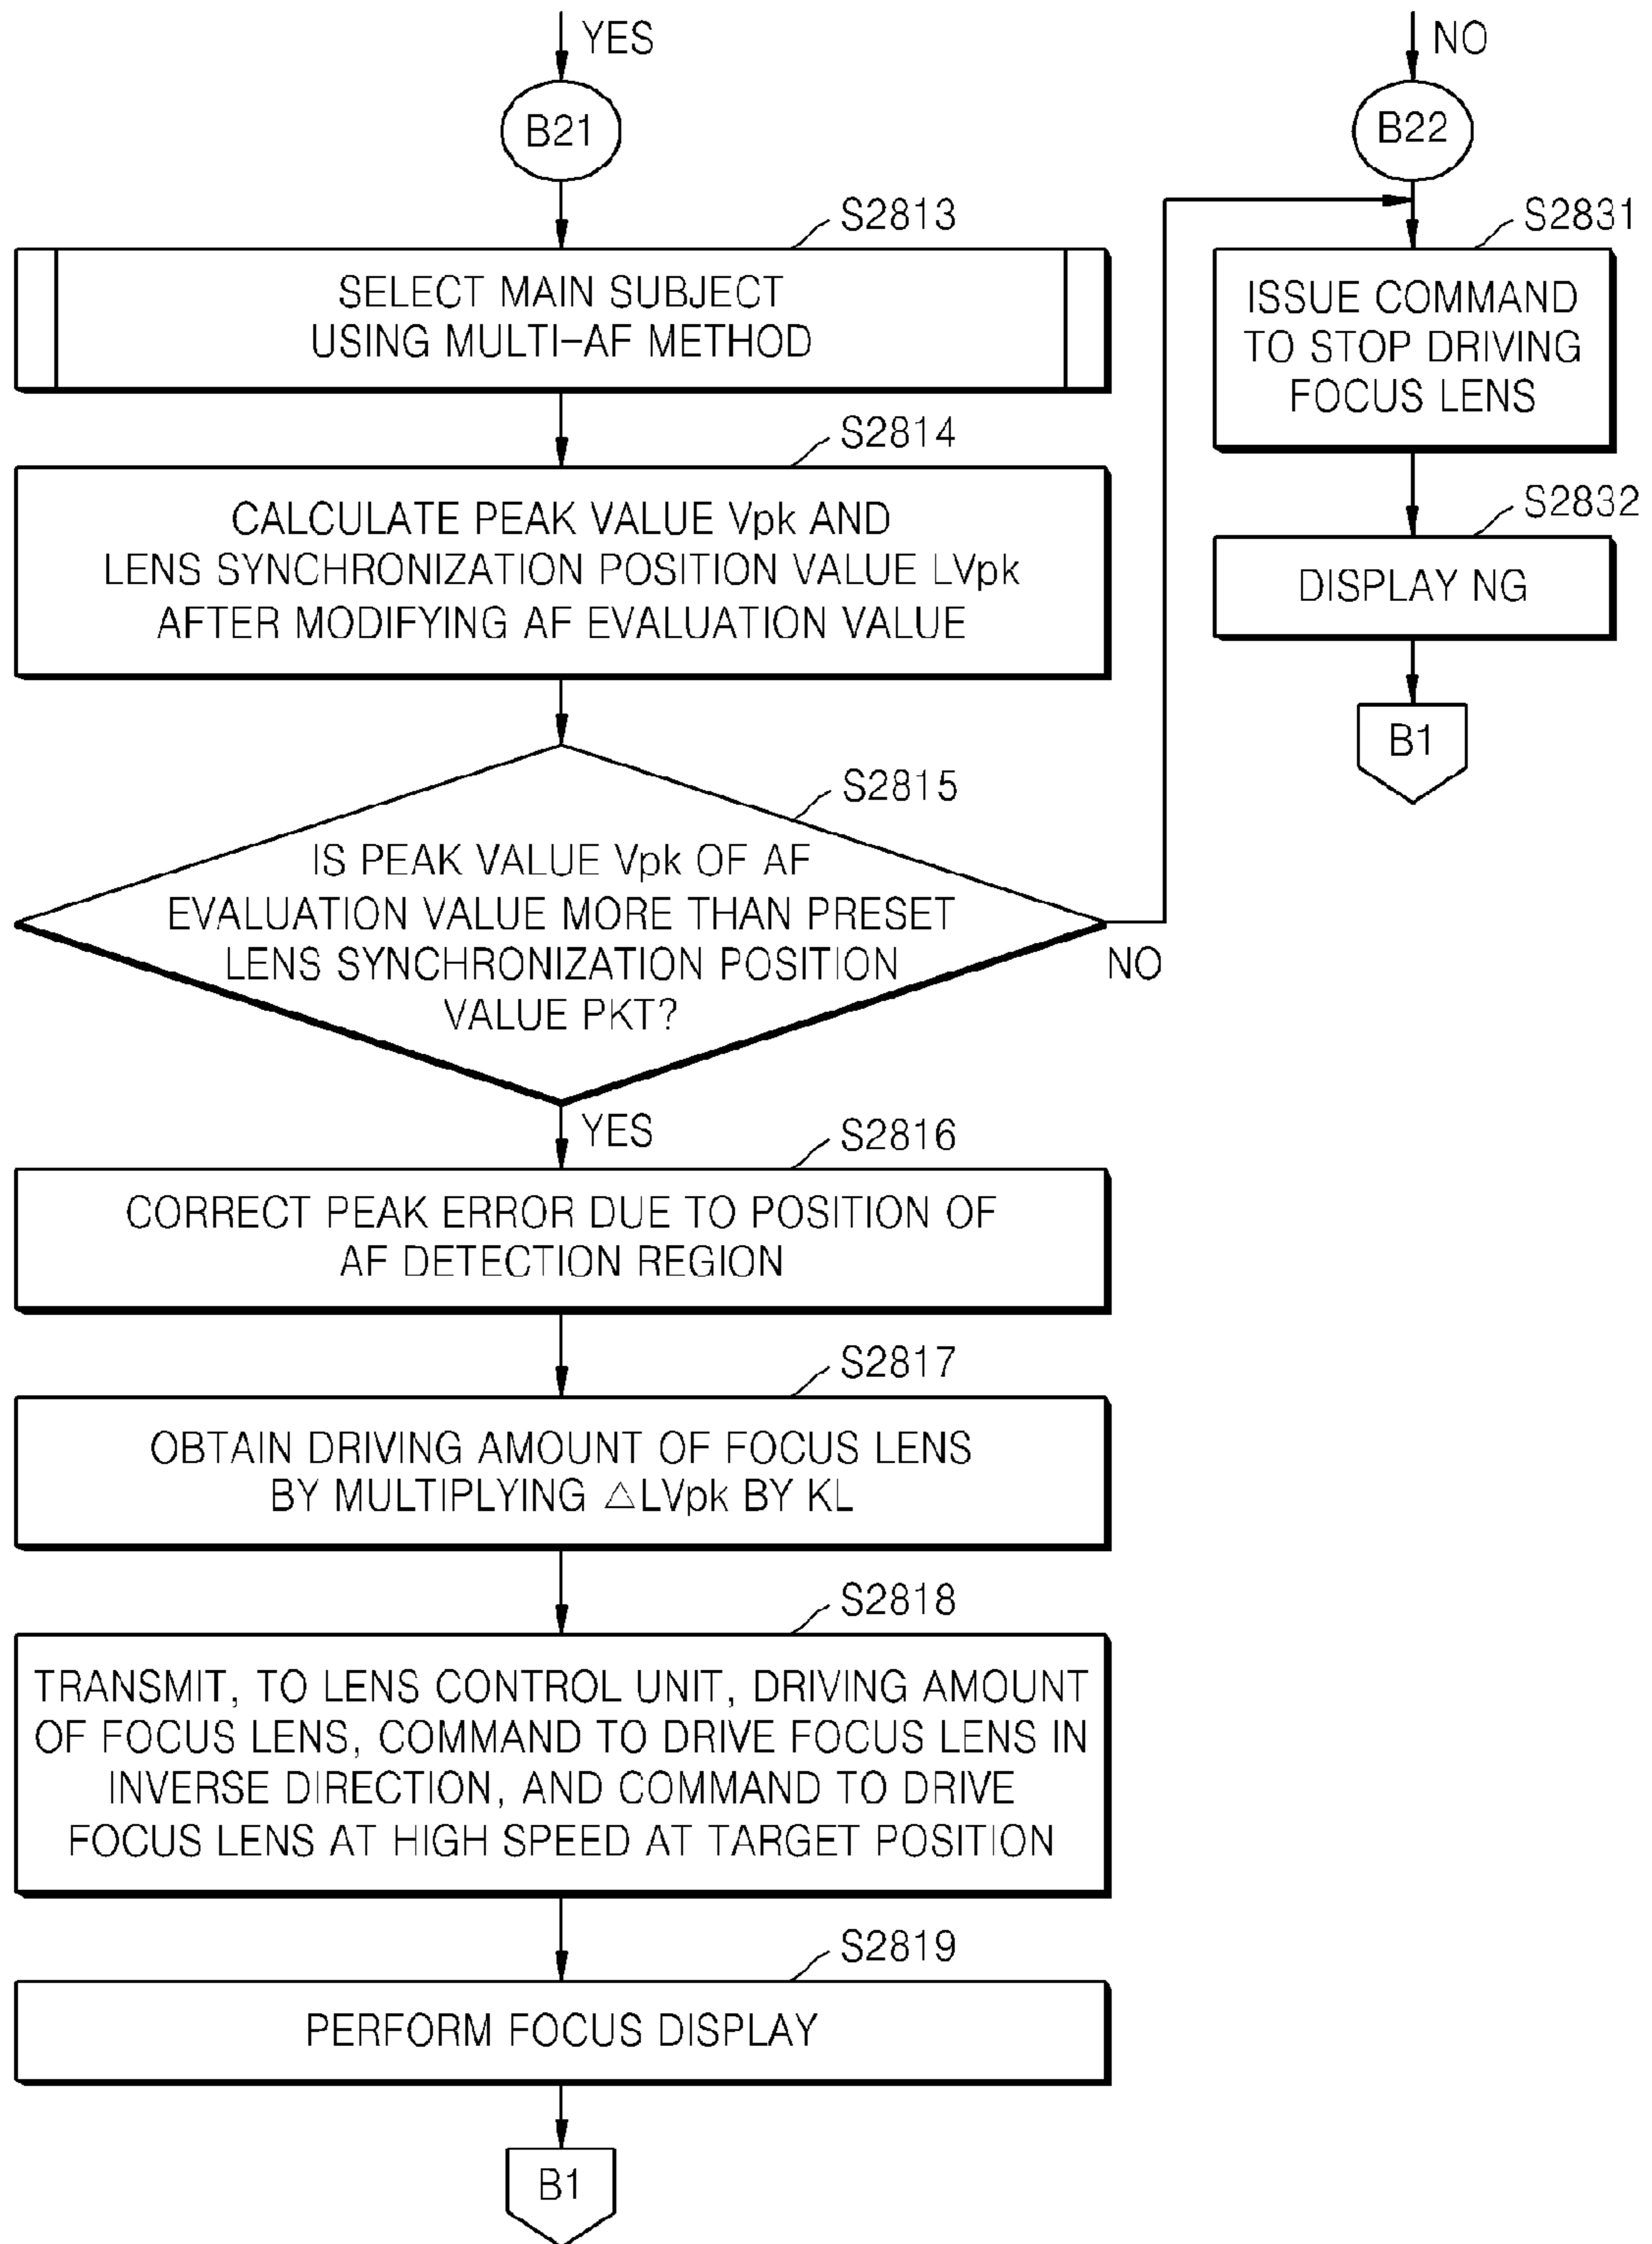 YES
B21
S2813
SELECT MAIN SUBJECT
USING MULTI-AF METHOD
S2814
CALCULATE PEAK VALUE Vpk AND
LENS SYNCHRONIZATION POSITION VALUE LVpk
AFTER MODIFYING AF EVALUATION VALUE
S2815
IS PEAK VALUE Vpk OF AF
EVALUATION VALUE MORE THAN PRESET
LENS SYNCHRONIZATION POSITION
VALUE PKT?
NO
YES
S2816
CORRECT PEAK ERROR DUE TO POSITION OF
AF DETECTION REGION
S2817
OBTAIN DRIVING AMOUNT OF FOCUS LENS
BY MULTIPLYING △LVpk BY KL
S2818
TRANSMIT, TO LENS CONTROL UNIT, DRIVING AMOUNT
OF FOCUS LENS, COMMAND TO DRIVE FOCUS LENS IN
INVERSE DIRECTION, AND COMMAND TO DRIVE
FOCUS LENS AT HIGH SPEED AT TARGET POSITION
S2819
PERFORM FOCUS DISPLAY
B1
NO
B22
S2831
ISSUE COMMAND
TO STOP DRIVING
FOCUS LENS
S2832
DISPLAY NG
B1